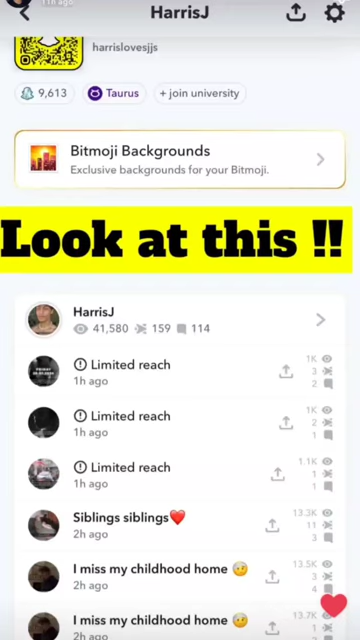 11h ago
HarrisJ
harrislovesjjs
9,613
Taurus
+ join university
Bitmoji Backgrounds
Exclusive backgrounds for your Bitmoji.
Look at this !!
HarrisJ
41,580 159 114
Limited reach
1h ago
1K
3
2
Limited reach
1h ago
1K
2
1
Limited reach
1h ago
1.1K
1
1
Siblings siblings❤️
2h ago
13.3K
11
3
I miss my childhood home 🤕
2h ago
13.5K
3
4
I miss my childhood home 🤕
2h ago
13.7K
1